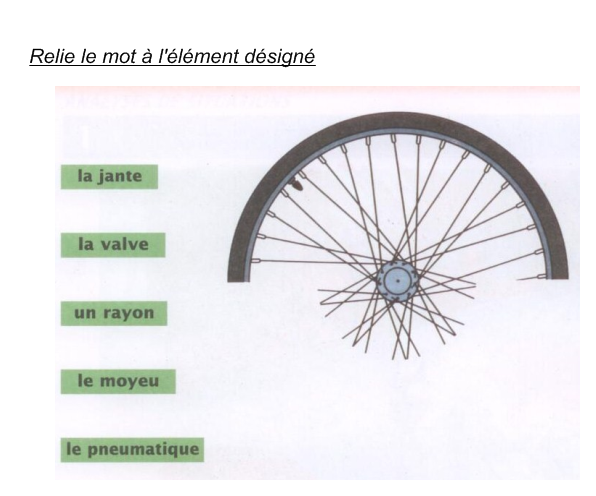 Relie le mot à l'élément désigné
la jante
la valve
un rayon
le moyeu
le pneumatique